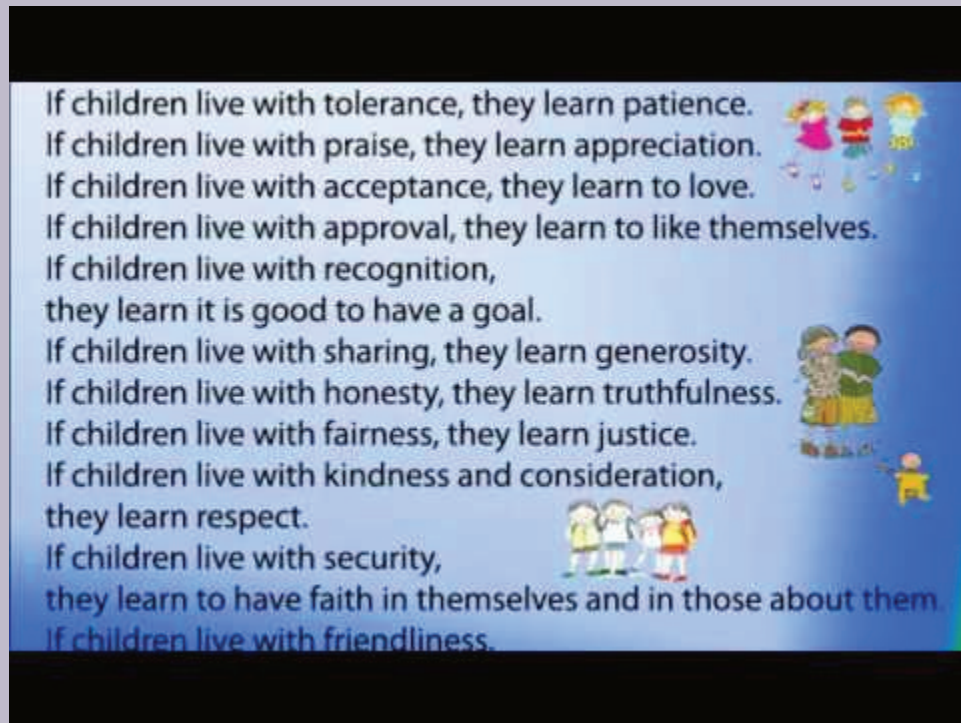 If children live with tolerance, they learn patience.
If children live with praise, they learn appreciation.
If children live with acceptance, they learn to love.
If children live with approval, they learn to like themselves.
If children live with recognition,
they learn it is good to have a goal.
If children live with sharing, they learn generosity.
If children live with honesty, they learn truthfulness.
If children live with fairness, they learn justice.
If children live with kindness and consideration,
they learn respect.
If children live with security,
they learn to have faith in themselves and in those about them.
If children live with friendliness,